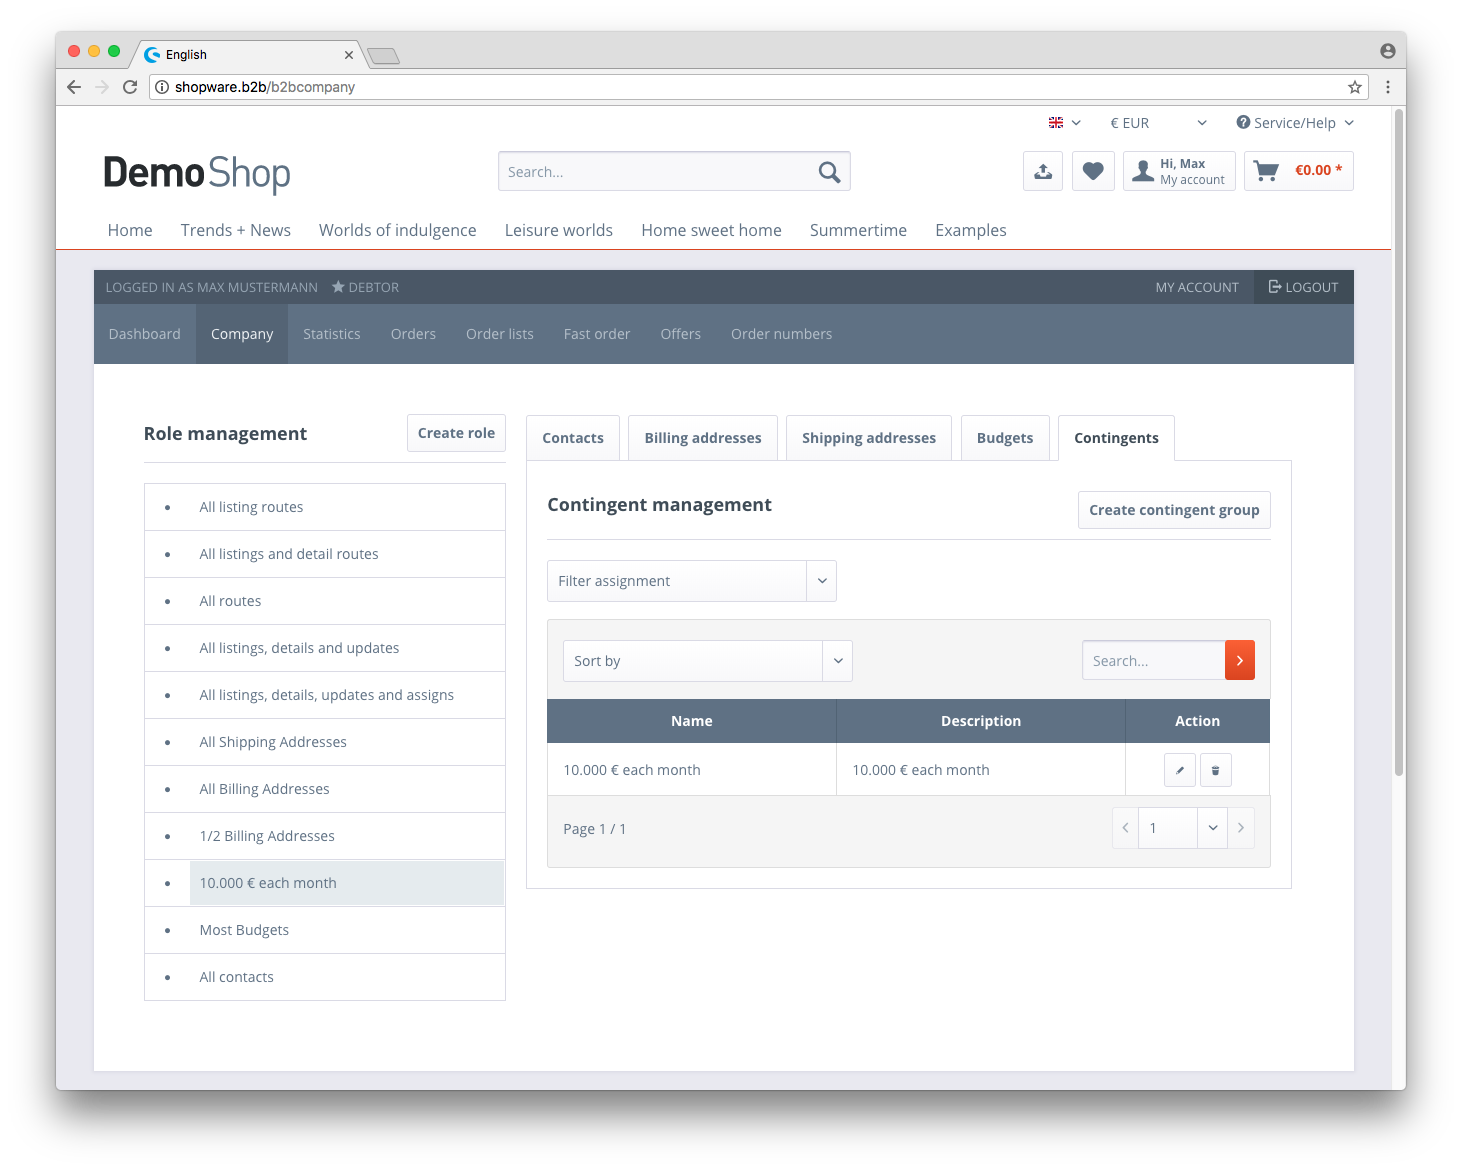 English
shopware.b2b/b2bcompany
€ EUR
Service/Help
DemoShop
Search...
Hi, Max
My account
€0.00 *
Home Trends + News Worlds of indulgence Leisure worlds Home sweet home Summertime Examples
LOGGED IN AS MAX MUSTERMANN DEBTOR MY ACCOUNT LOGOUT
Dashboard Company Statistics Orders Order lists Fast order Offers Order numbers
Role management
Create role
All listing routes
All listings and detail routes
All routes
All listings, details and updates
All listings, details, updates and assigns
All Shipping Addresses
All Billing Addresses
1/2 Billing Addresses
10.000 € each month
Most Budgets
All contacts
Contacts Billing addresses Shipping addresses Budgets Contingents
Contingent management
Create contingent group
Filter assignment
Sort by
Search...
Name Description Action
10.000 € each month 10.000 € each month
Page 1 / 1
1